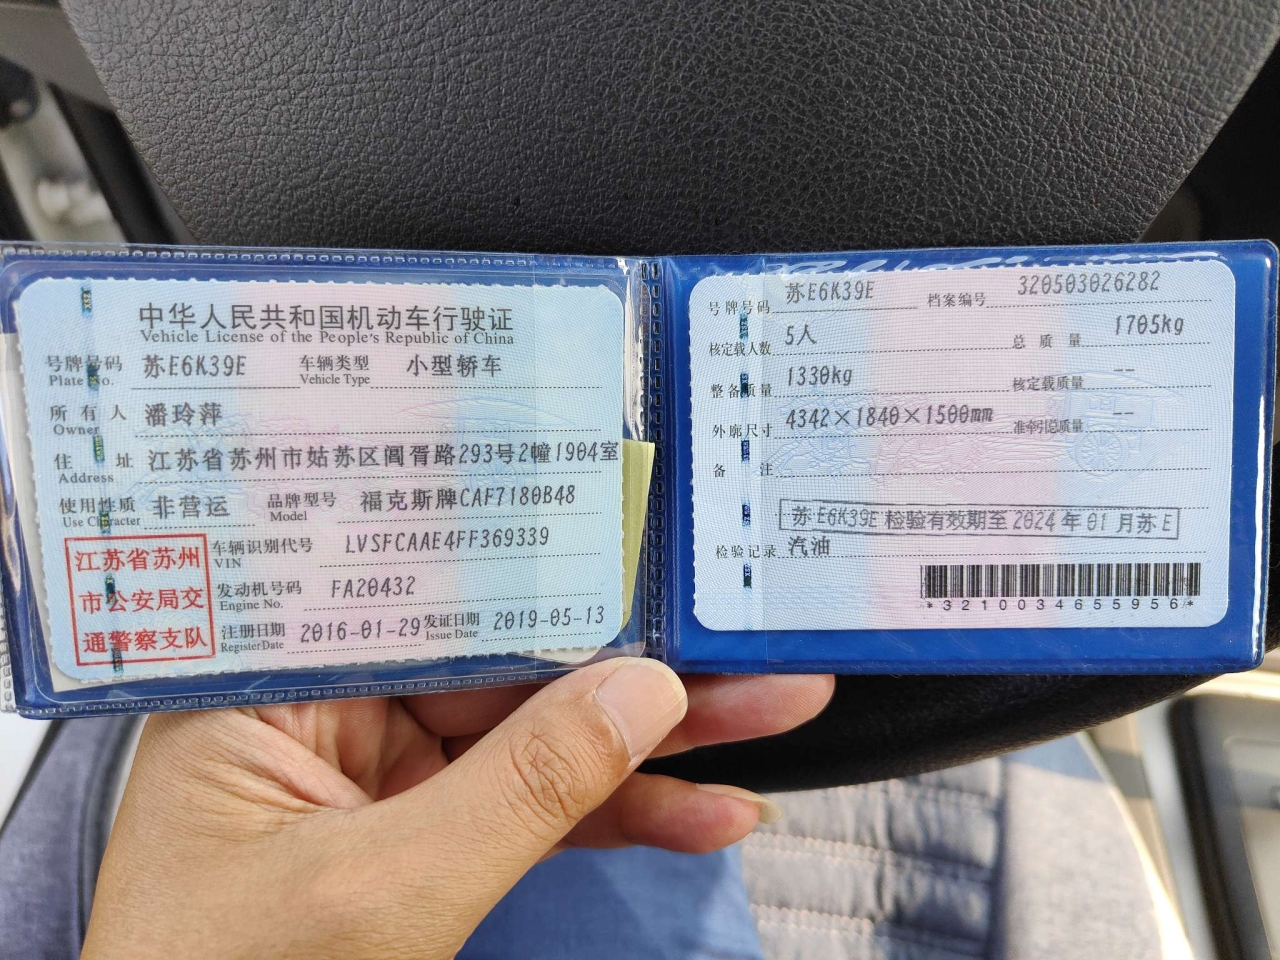 中华人民共和国机动车行驶证
Vehicle License of the People's Republic of China
号牌号码 苏E6K39E 车辆类型 小型轿车
Plate No. Vehicle Type
所有人 潘玲萍
Owner
住址 江苏省苏州市姑苏区阊胥路293号2幢1904室
Address
使用性质 非营运 品牌型号 福克斯牌CAF7180B48
Use Character Model
江苏省苏州
市公安局交
通警察支队
车辆识别代号 LVSFCAAE4FF369339
VIN
发动机号码 FA20432
Engine No.
注册日期 2016-01-29 发证日期 2019-05-13
Register Date Issue Date
号牌号码 苏E6K39E 档案编号 320503026282
核定载人数 5人 总质量 1705kg
整备质量 1330kg 核定载质量 --
外廓尺寸 4342×1840×1500mm 准牵引总质量 --
备注
苏E6K39E 检验有效期至 2024年01月苏E
检验记录 汽油
*3210034655956*